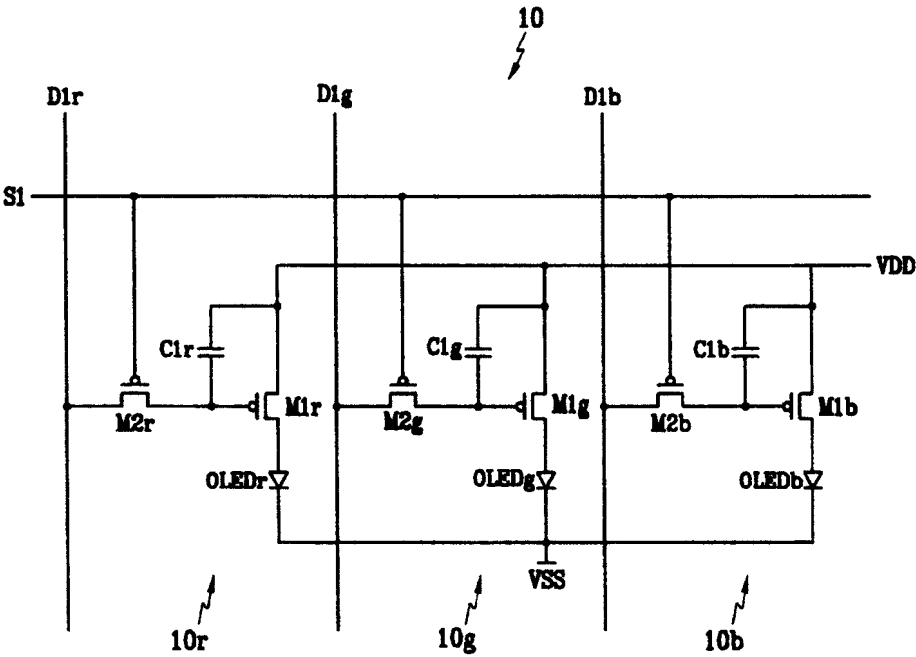 10
D1r D1g D1b
S1
VDD
C1r C1g C1b
M1r M1g M1b
M2r M2g M2b
OLEDr OLEDg OLEDb
VSS
10r 10g 10b